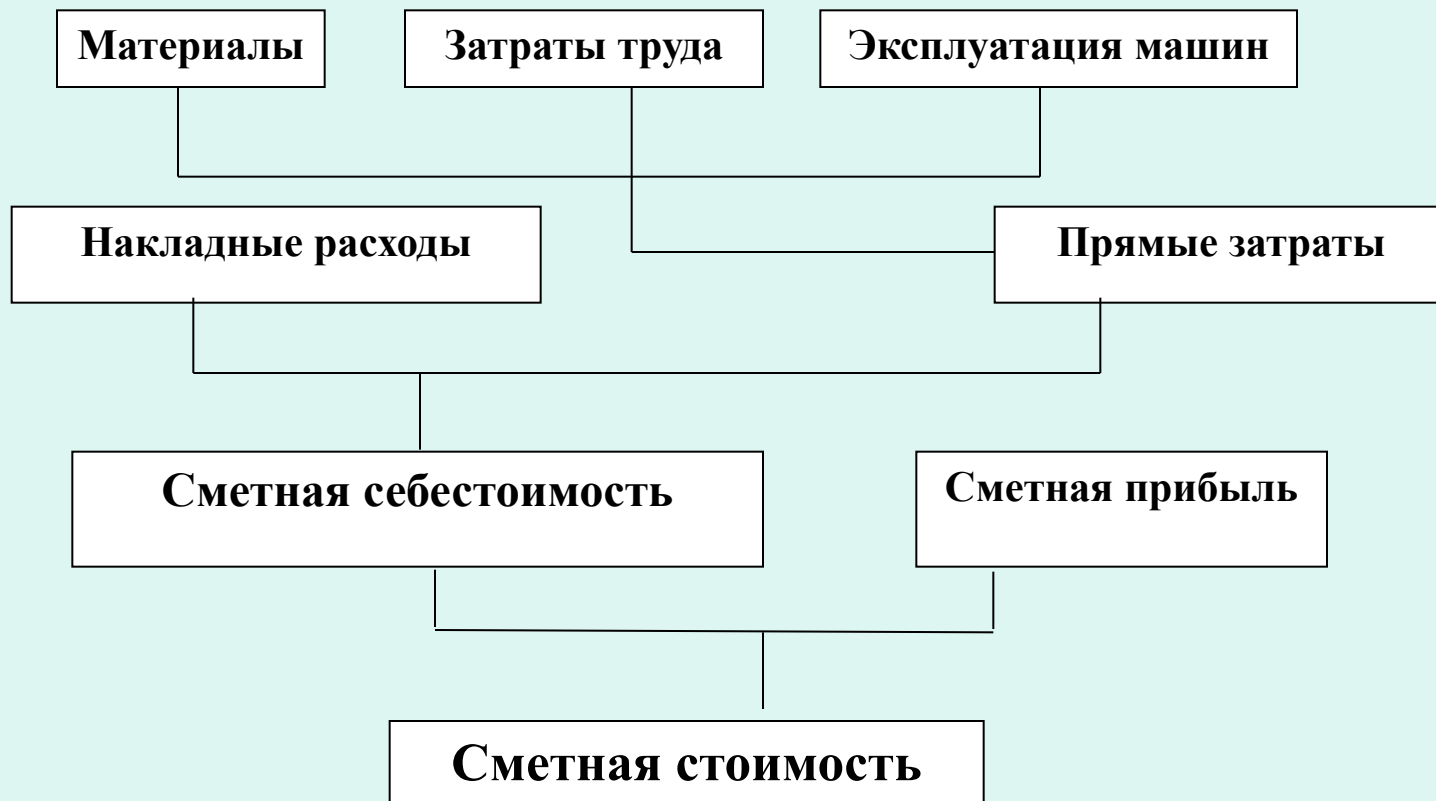 Материалы
Затраты труда
Эксплуатация машин
Накладные расходы
Прямые затраты
Сметная себестоимость
Сметная прибыль
Сметная стоимость